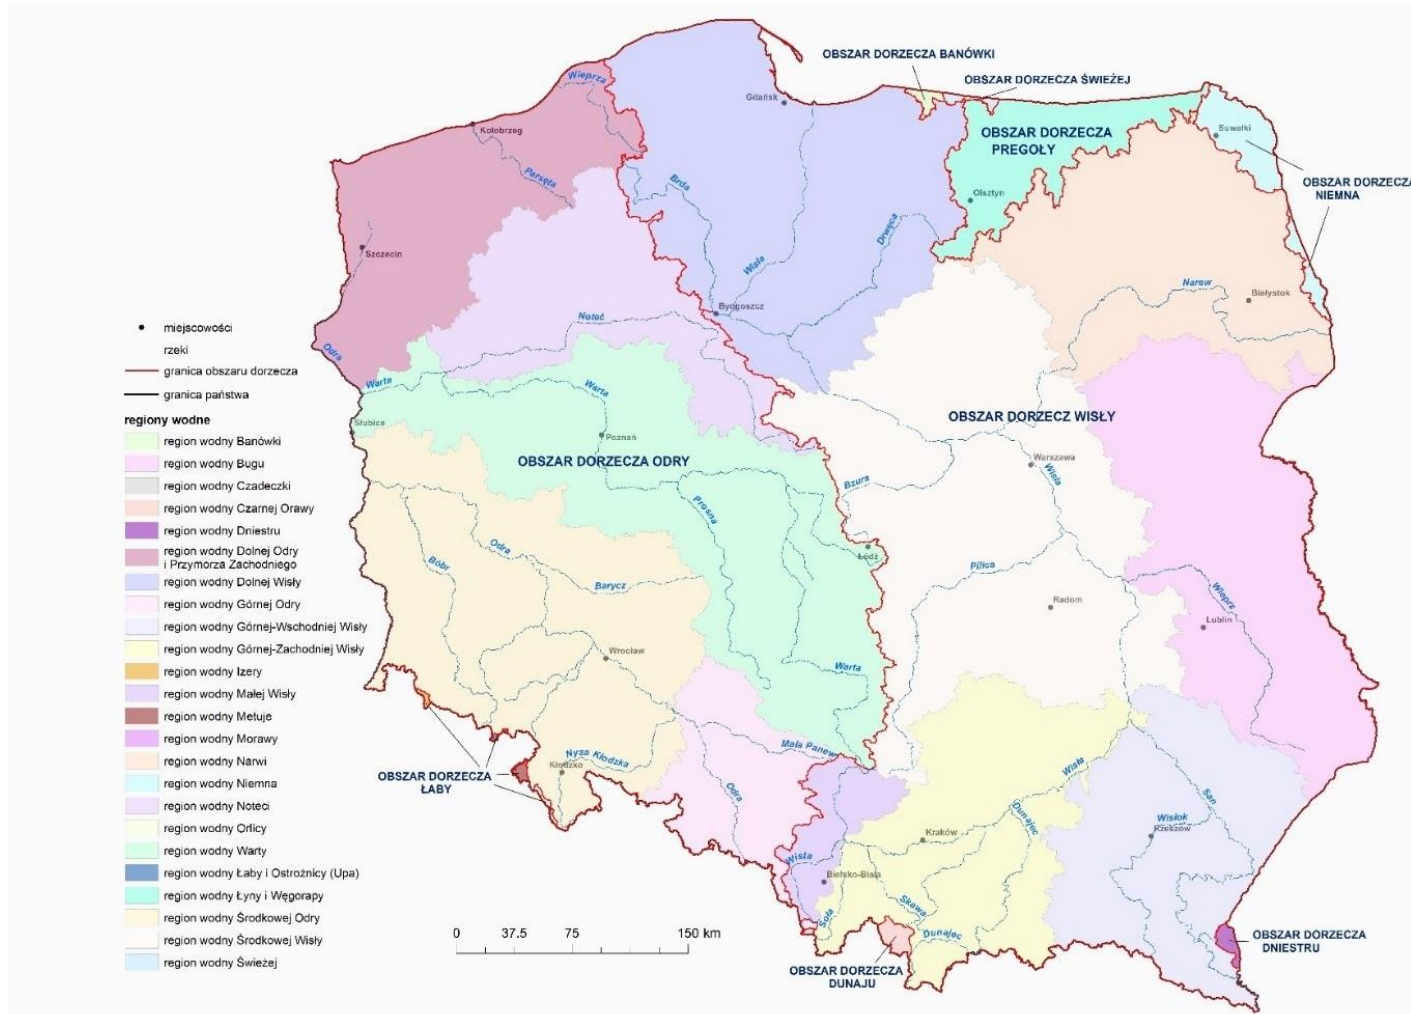 OBSZAR DORZECZA BANÓWKI
OBSZAR DORZECZA ŚWIEŻEJ
Wieprza
Gdańsk
Kołobrzeg
OBSZAR DORZECZA
PREGOŁY
Suwałki
Parsęta
Brda
OBSZAR DORZECZA
NIEMNA
Olsztyn
Drwęca
Szczecin
Wisła
Narew
Białystok
Bydgoszcz
Noteć
Odra
Warta
Warta
Słubice
Poznań
OBSZAR DORZECZA ODRY
OBSZAR DORZECZ WISŁY
Warszawa
Wisła
Bzura
Prosna
Odra
Bóbr
Barycz
Łódź
Pilica
Radom
Wieprz
Lublin
Wrocław
Warta
Mała Panew
Nysa Kłodzka
Kłodzko
OBSZAR DORZECZA
ŁABY
Odra
Wisła
San
Dunajec
Wisłok
Rzeszów
Kraków
Wisła
Bielsko-Biala
Soła
Skawa
Dunajec
OBSZAR DORZECZA
DUNAJU
OBSZAR DORZECZA
DNIESTRU
miejscowości
rzeki
granica obszaru dorzecza
granica państwa
regiony wodne
region wodny Banówki
region wodny Bugu
region wodny Czadeczki
region wodny Czarnej Orawy
region wodny Dniestru
region wodny Dolnej Odry
i Przymorza Zachodniego
region wodny Dolnej Wisły
region wodny Górnej Odry
region wodny Górnej-Wschodniej Wisły
region wodny Górnej-Zachodniej Wisły
region wodny Izery
region wodny Małej Wisły
region wodny Metuje
region wodny Morawy
region wodny Narwi
region wodny Niemna
region wodny Noteci
region wodny Orlicy
region wodny Warty
region wodny Łaby i Ostrożnicy (Upa)
region wodny Łyny i Węgorapy
region wodny Środkowej Odry
region wodny Środkowej Wisły
region wodny Świeżej
0 37.5 75 150 km